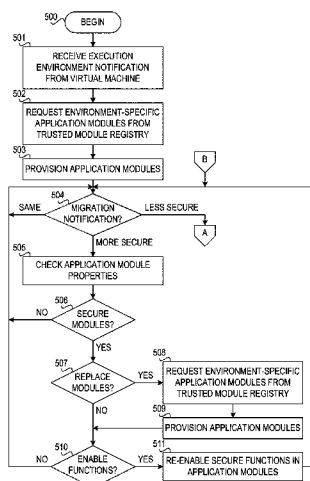 500
BEGIN
501
RECEIVE EXECUTION
ENVIRONMENT NOTIFICATION
FROM VIRTUAL MACHINE
502
REQUEST ENVIRONMENT-SPECIFIC
APPLICATION MODULES FROM
TRUSTED MODULE REGISTRY
503
PROVISION APPLICATION MODULES
B
504
SAME
MIGRATION
NOTIFICATION?
LESS SECURE
A
MORE SECURE
505
CHECK APPLICATION MODULE
PROPERTIES
506
NO
SECURE
MODULES?
YES
507
REPLACE
MODULES?
YES
508
REQUEST ENVIRONMENT-SPECIFIC
APPLICATION MODULES FROM
TRUSTED MODULE REGISTRY
NO
509
PROVISION APPLICATION MODULES
510
NO
ENABLE
FUNCTIONS?
YES
511
RE-ENABLE SECURE FUNCTIONS IN
APPLICATION MODULES